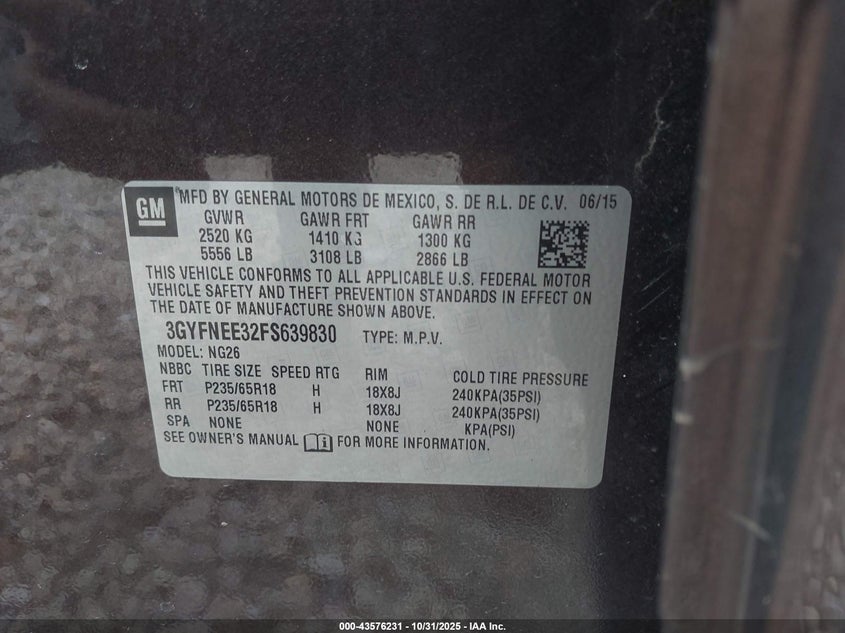 GM
MFD BY GENERAL MOTORS DE MEXICO, S. DE R.L. DE C.V. 06/15
GVWR GAWR FRT GAWR RR
2520 KG 1410 KG 1300 KG
5556 LB 3108 LB 2866 LB
THIS VEHICLE CONFORMS TO ALL APPLICABLE U.S. FEDERAL MOTOR
VEHICLE SAFETY AND THEFT PREVENTION STANDARDS IN EFFECT ON
THE DATE OF MANUFACTURE SHOWN ABOVE.
3GYFNEE32FS639830 TYPE: M.P.V.
MODEL: NG26
NBBC TIRE SIZE SPEED RTG RIM COLD TIRE PRESSURE
FRT P235/65R18 H 18X8J 240KPA(35PSI)
RR P235/65R18 H 18X8J 240KPA(35PSI)
SPA NONE NONE KPA(PSI)
SEE OWNER'S MANUAL i FOR MORE INFORMATION.
000-43576231 - 10/31/2025 - IAA Inc.